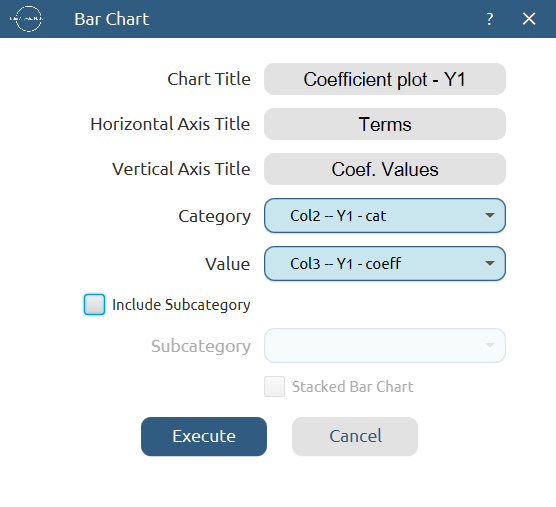 Bar Chart ? ×
Chart Title Coefficient plot - Y1
Horizontal Axis Title Terms
Vertical Axis Title Coef. Values
Category Col2 -- Y1 - cat
Value Col3 -- Y1 - coeff
Include Subcategory
Subcategory
Stacked Bar Chart
Execute Cancel